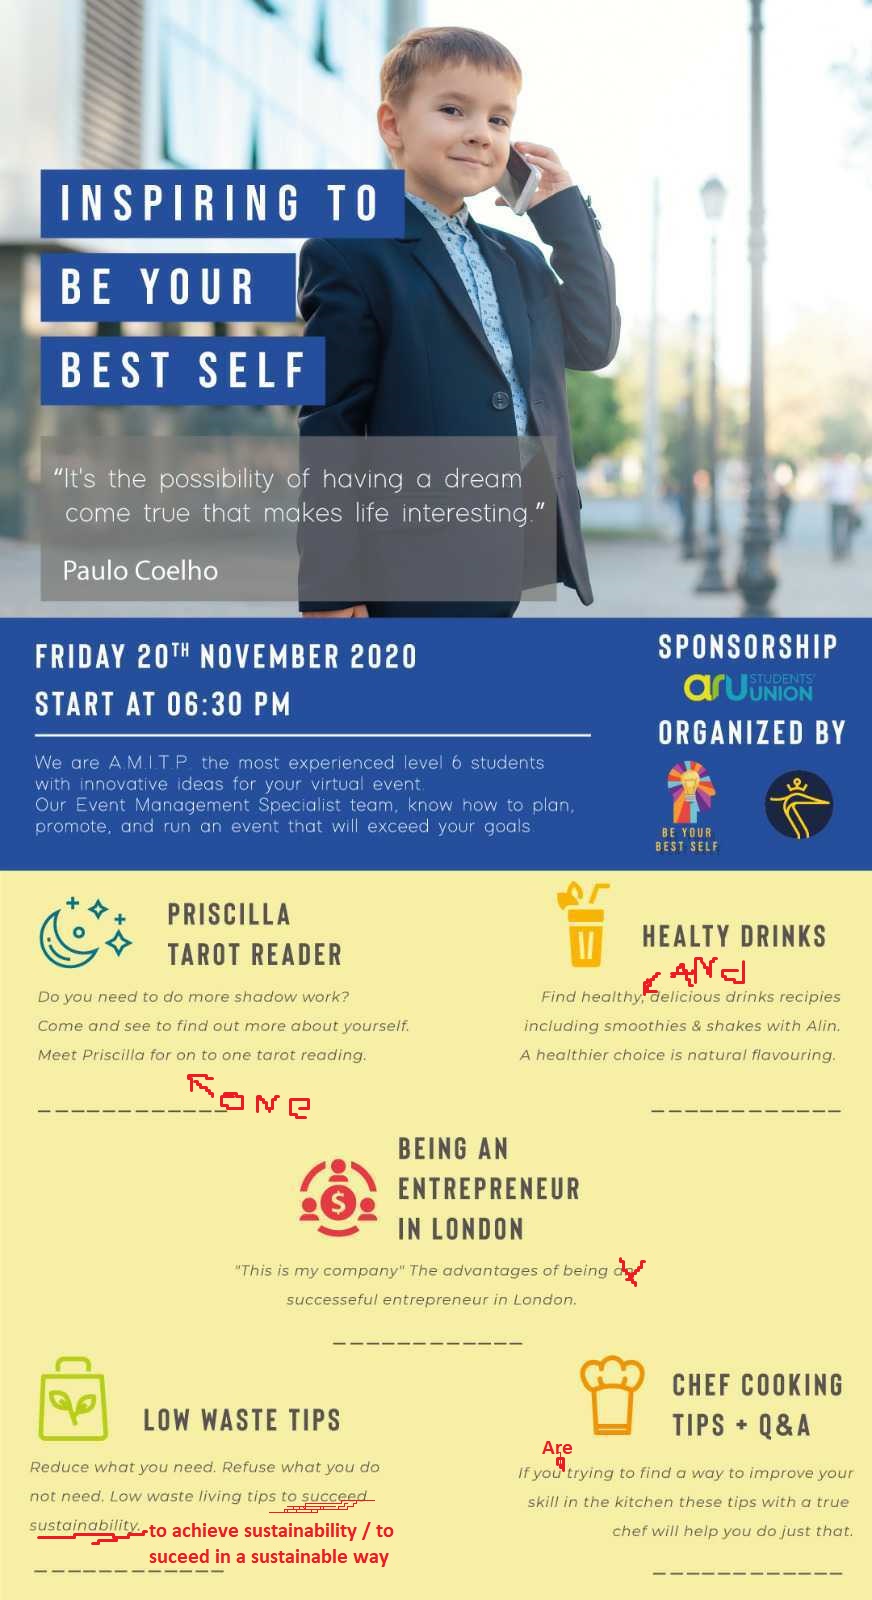 INSPIRING TO
BE YOUR
BEST SELF
“It's the possibility of having a dream
come true that makes life interesting.”
Paulo Coelho
FRIDAY 20TH NOVEMBER 2020
START AT 06:30 PM
We are A.M.I.T.P. the most experienced level 6 students
with innovative ideas for your virtual event.
Our Event Management Specialist team, know how to plan,
promote, and run an event that will exceed your goals
SPONSORSHIP
aru STUDENTS'
UNION
ORGANIZED BY
BE YOUR
BEST SELF
PRISCILLA
TAROT READER
Do you need to do more shadow work?
Come and see to find out more about yourself.
Meet Priscilla for on to one tarot reading.
ONE
HEALTY DRINKS
ANd
Find healthy, delicious drinks recipies
including smoothies & shakes with Alin.
A healthier choice is natural flavouring.
BEING AN
ENTREPRENEUR
IN LONDON
"This is my company" The advantages of being
successeful entrepreneur in London.
LOW WASTE TIPS
Reduce what you need. Refuse what you do
not need. Low waste living tips to succeed
sustainability.
to achieve sustainability / to
suceed in a sustainable way
CHEF COOKING
TIPS + Q&A
Are
If you trying to find a way to improve your
skill in the kitchen these tips with a true
chef will help you do just that.